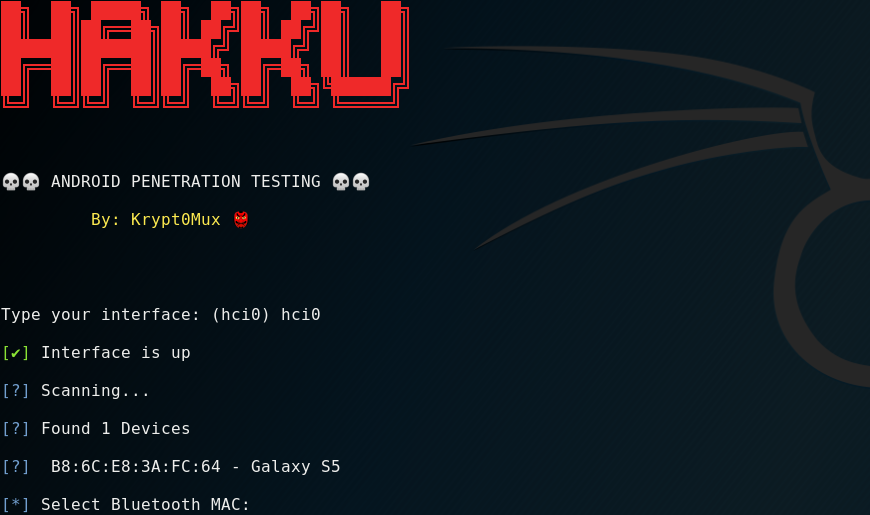 HAKKU
💀💀 ANDROID PENETRATION TESTING 💀💀
By: Krypt0Mux 👹
Type your interface: (hci0) hci0
[✔] Interface is up
[?] Scanning...
[?] Found 1 Devices
[?] B8:6C:E8:3A:FC:64 - Galaxy S5
[*] Select Bluetooth MAC: